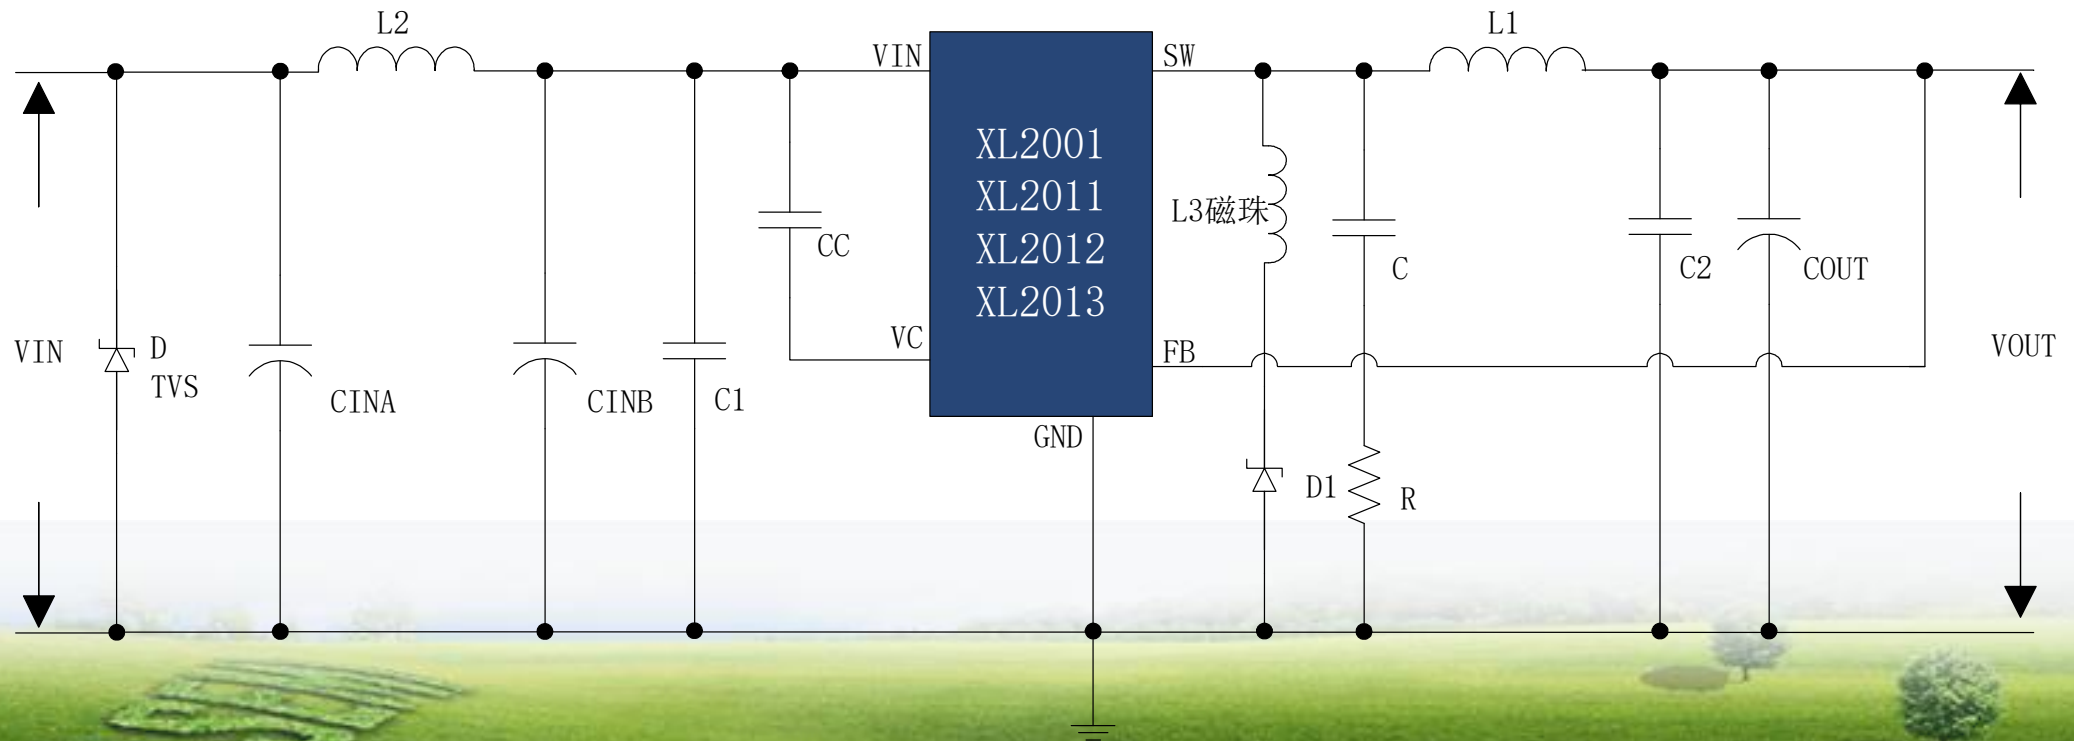 L2
L1
VIN
SW
XL2001
XL2011
XL2012
XL2013
L3磁珠
CC
C
C2
COUT
VC
FB
VIN
D
TVS
CINA
CINB
C1
VOUT
GND
D1
R